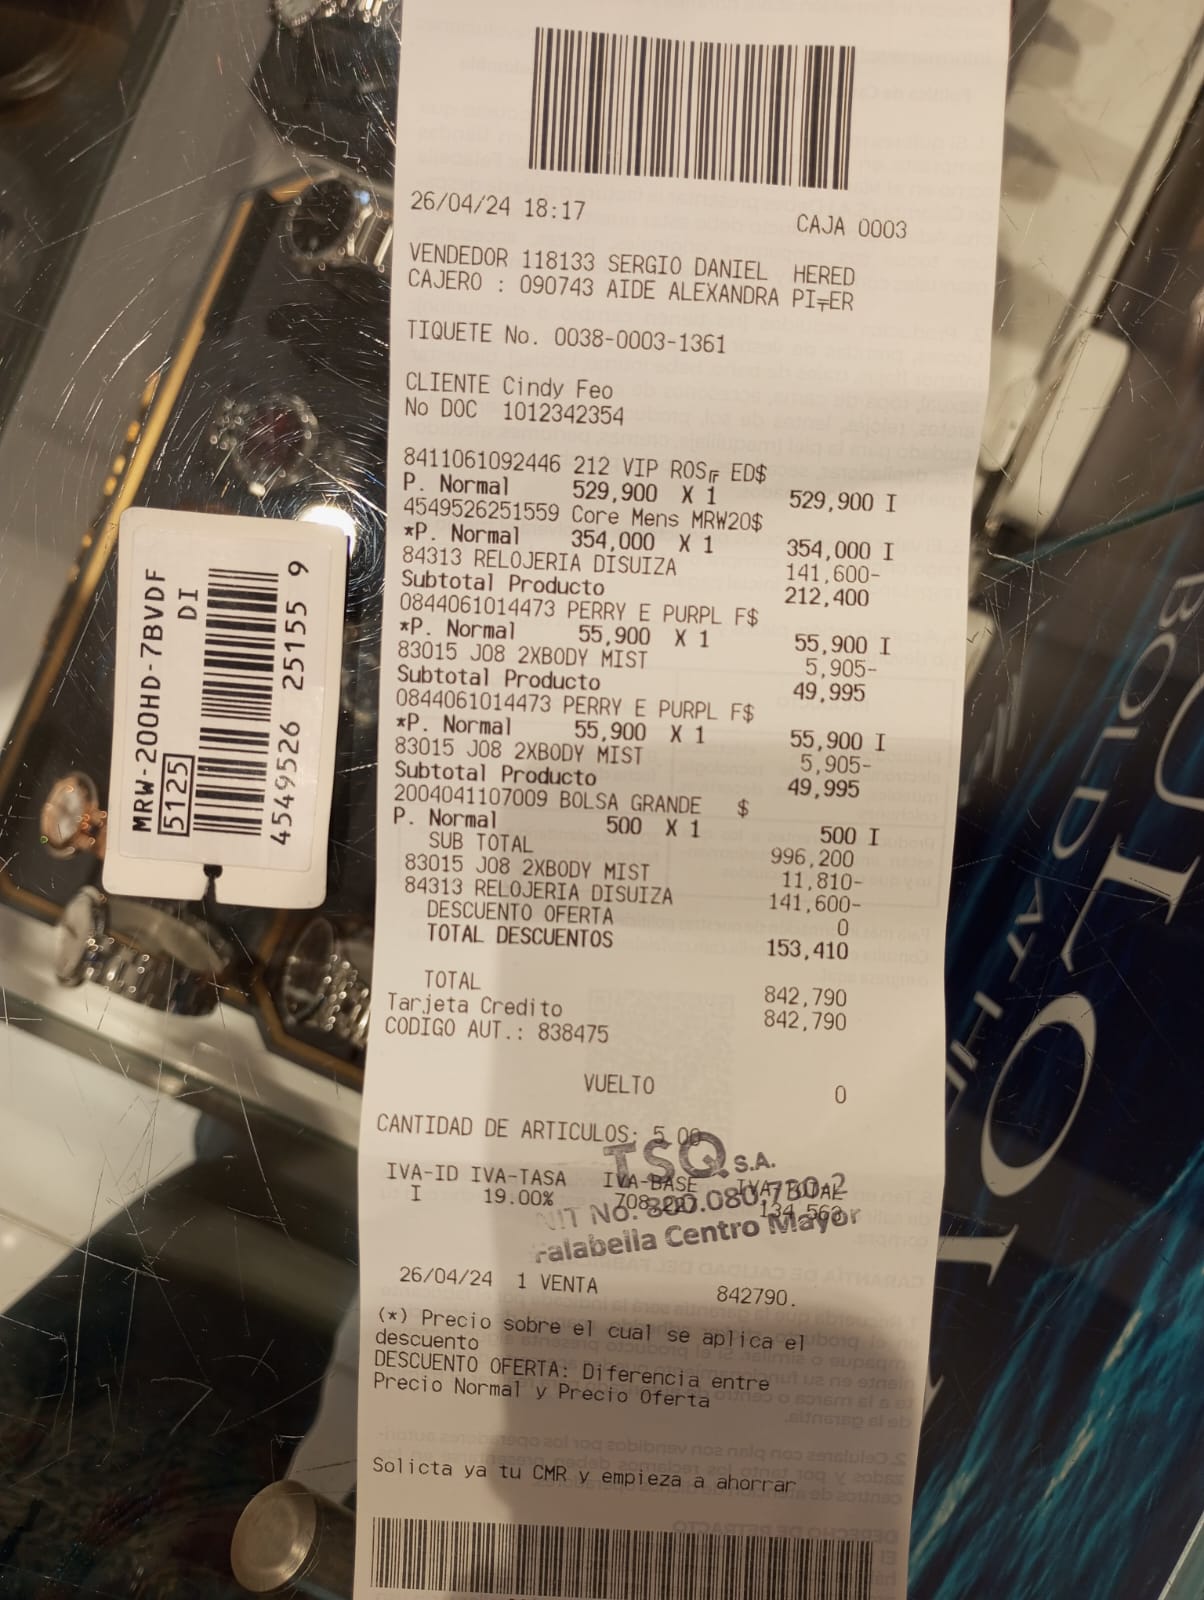 26/04/24 18:17 CAJA 0003
VENDEDOR 118133 SERGIO DANIEL HERED
CAJERO : 090743 AIDE ALEXANDRA PI╤ER
TIQUETE No. 0038-0003-1361
CLIENTE Cindy Feo
No DOC 1012342354
8411061092446 212 VIP ROS╔ ED$
P. Normal 529,900 X 1 529,900 I
4549526251559 Core Mens MRW20$
*P. Normal 354,000 X 1 354,000 I
84313 RELOJERIA DISUIZA 141,600-
Subtotal Producto 212,400
0844061014473 PERRY E PURPL F$
*P. Normal 55,900 X 1 55,900 I
83015 J08 2XBODY MIST 5,905-
Subtotal Producto 49,995
0844061014473 PERRY E PURPL F$
*P. Normal 55,900 X 1 55,900 I
83015 J08 2XBODY MIST 5,905-
Subtotal Producto 49,995
2004041107009 BOLSA GRANDE $
P. Normal 500 X 1 500 I
SUB TOTAL 996,200
83015 J08 2XBODY MIST 11,810-
84313 RELOJERIA DISUIZA 141,600-
DESCUENTO OFERTA 0
TOTAL DESCUENTOS 153,410
TOTAL 842,790
Tarjeta Credito 842,790
CODIGO AUT.: 838475
VUELTO 0
CANTIDAD DE ARTICULOS: 5.00
TSQ S.A.
IVA-ID IVA-TASA IVA-BASE IVA-TOTAL
I 19.00% 134,563
NIT No. 800.080.730-2
Falabella Centro Mayor
26/04/24 1 VENTA 842790.
(*) Precio sobre el cual se aplica el
descuento
DESCUENTO OFERTA: Diferencia entre
Precio Normal y Precio Oferta
Solicta ya tu CMR y empieza a ahorrar
MRW-200HD-7BVDF
DI
5125
4549526 25155 9